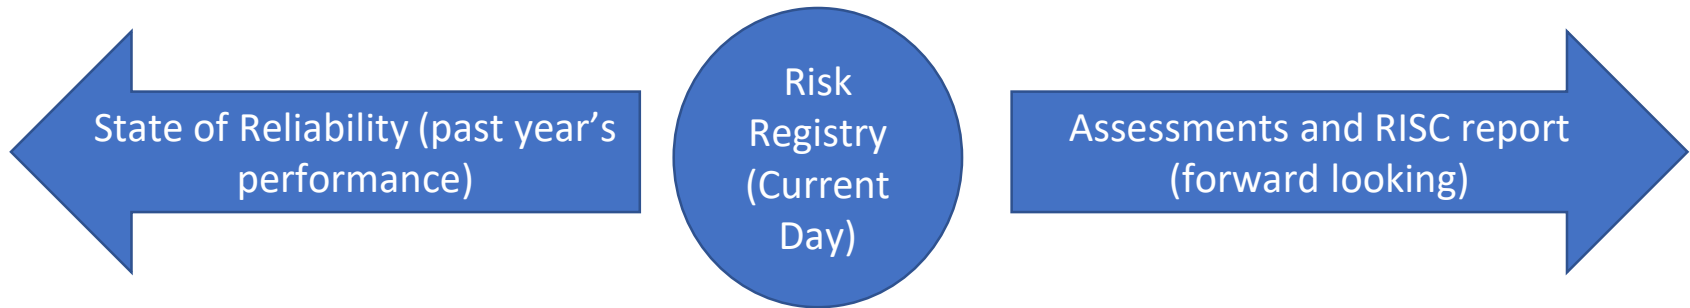 State of Reliability (past year’s
performance)
Risk
Registry
(Current
Day)
Assessments and RISC report
(forward looking)